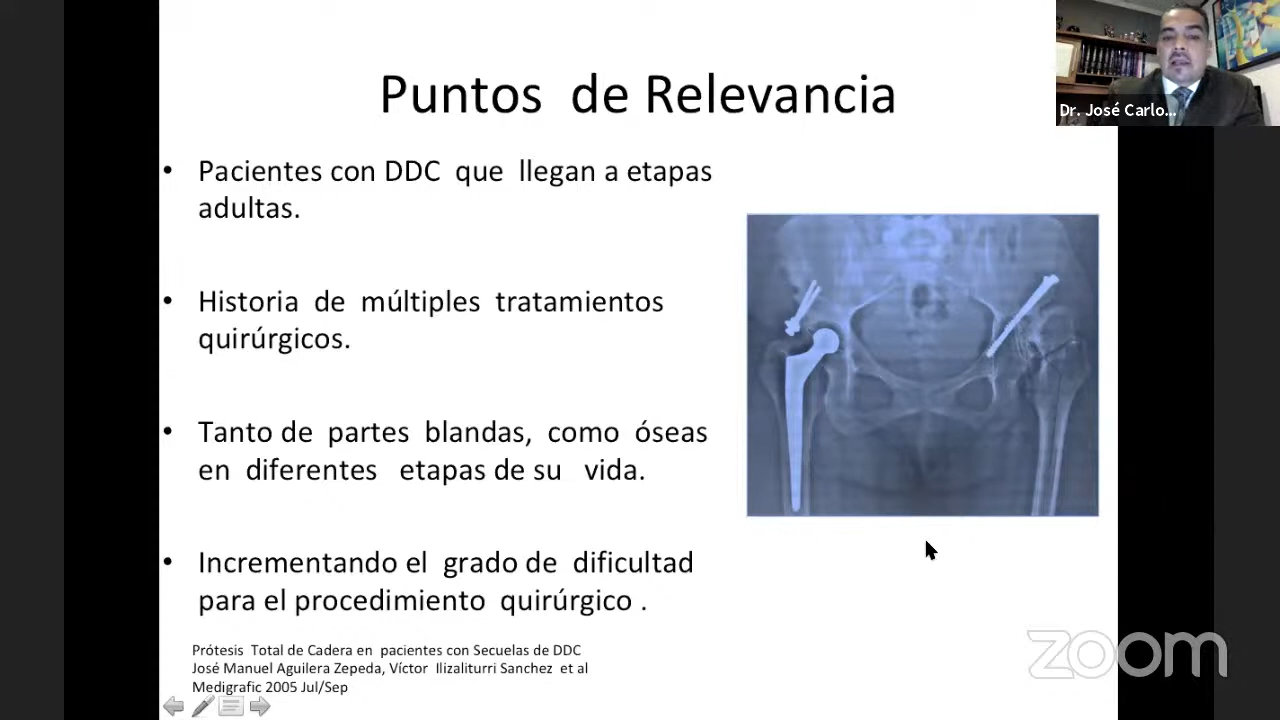 Puntos de Relevancia
Dr. José Carlo...
• Pacientes con DDC que llegan a etapas
adultas.
• Historia de múltiples tratamientos
quirúrgicos.
• Tanto de partes blandas, como óseas
en diferentes etapas de su vida.
• Incrementando el grado de dificultad
para el procedimiento quirúrgico .
Prótesis Total de Cadera en pacientes con Secuelas de DDC
José Manuel Aguilera Zepeda, Víctor Ilizaliturri Sanchez et al
Medigrafic 2005 Jul/Sep
zoom